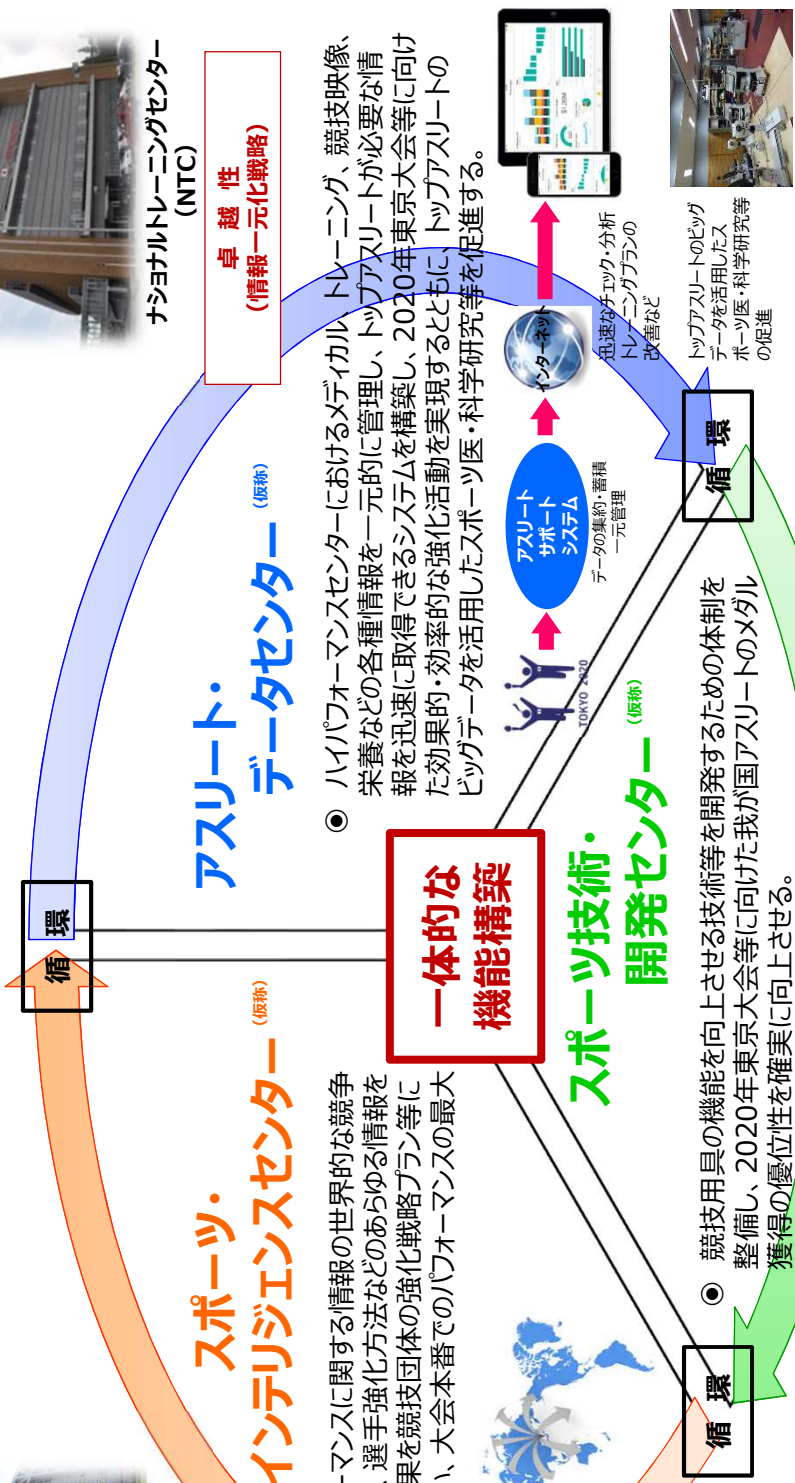 ナショナルトレーニングセンター
(NTC)
卓 越 性
(情報一元化戦略)
循 環
スポーツ・
インテリジェンスセンター(仮称)
ーマンスに関する情報の世界的な競争
、選手強化方法などのあらゆる情報を
果を競技団体の強化戦略プラン等に
い、大会本番でのパフォーマンスの最大
アスリート・
データセンター(仮称)
◉ ハイパフォーマンスセンターにおけるメディカル、トレーニング、競技映像、
栄養などの各種情報を一元的に管理し、トップアスリートが必要な情
報を迅速に取得できるシステムを構築し、2020年東京大会等に向け
た効果的・効率的な強化活動を実現するとともに、トップアスリートの
ビッグデータを活用したスポーツ医・科学研究等を促進する。
TOKYO 2020
アスリート
サポート
システム
データの集約・蓄積
一元管理
インターネット
迅速なチェック・分析
トレーニングプランの
改善など
トップアスリートのビッグ
データを活用したス
ポーツ医・科学研究等
の促進
一体的な
機能構築
スポーツ技術・
開発センター(仮称)
◉ 競技用具の機能を向上させる技術等を開発するための体制を
整備し、2020年東京大会等に向けた我が国アスリートのメダル
獲得の優位性を確実に向上させる。
循 環
循 環